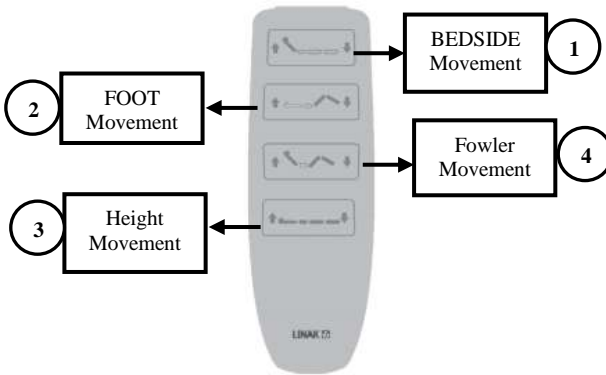 BEDSIDE
Movement
1
2
FOOT
Movement
Fowler
Movement
4
3
Height
Movement
LINAK